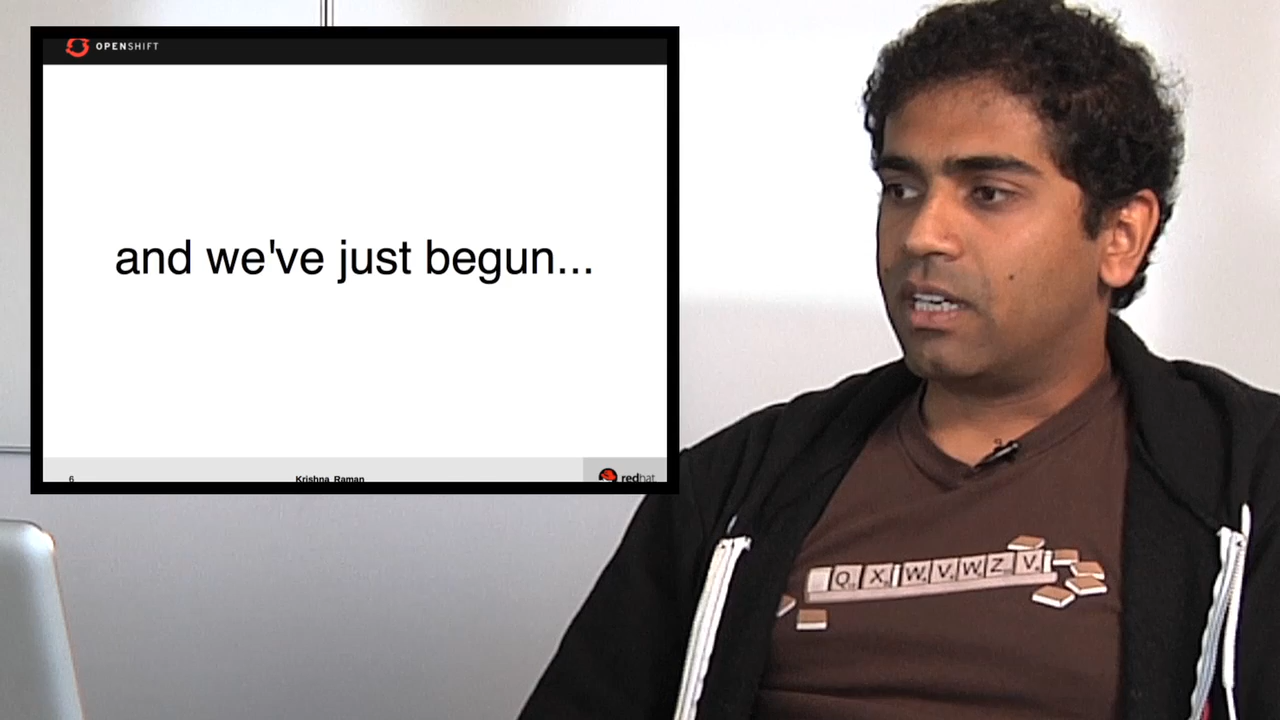 OPENSHIFT
and we've just begun...
6
Krishna Raman
redhat.
Q X W V W Z V